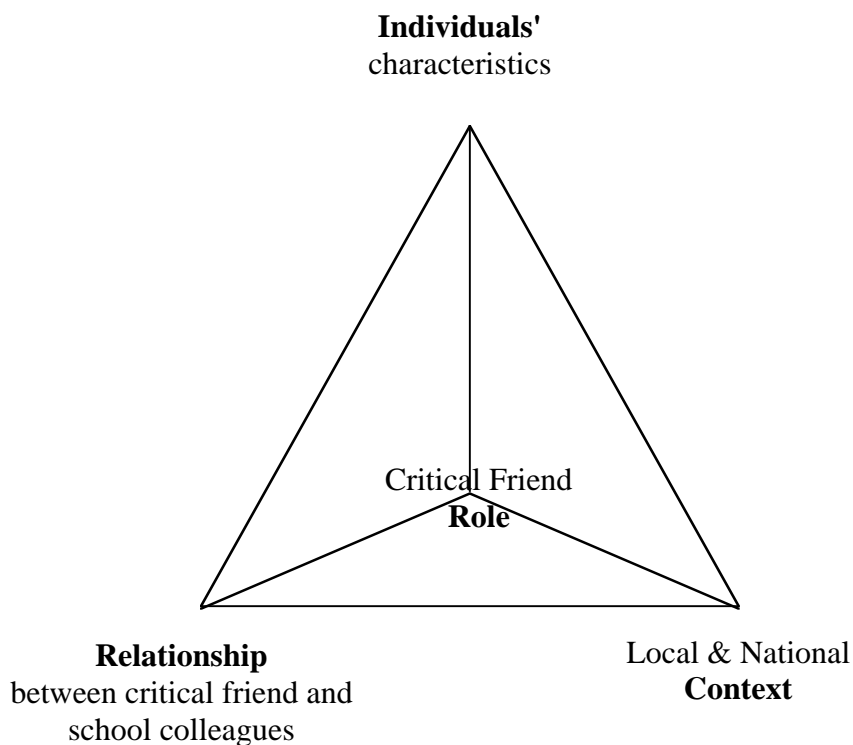 Individuals'
characteristics
Critical Friend
Role
Relationship
between critical friend and
school colleagues
Local & National
Context